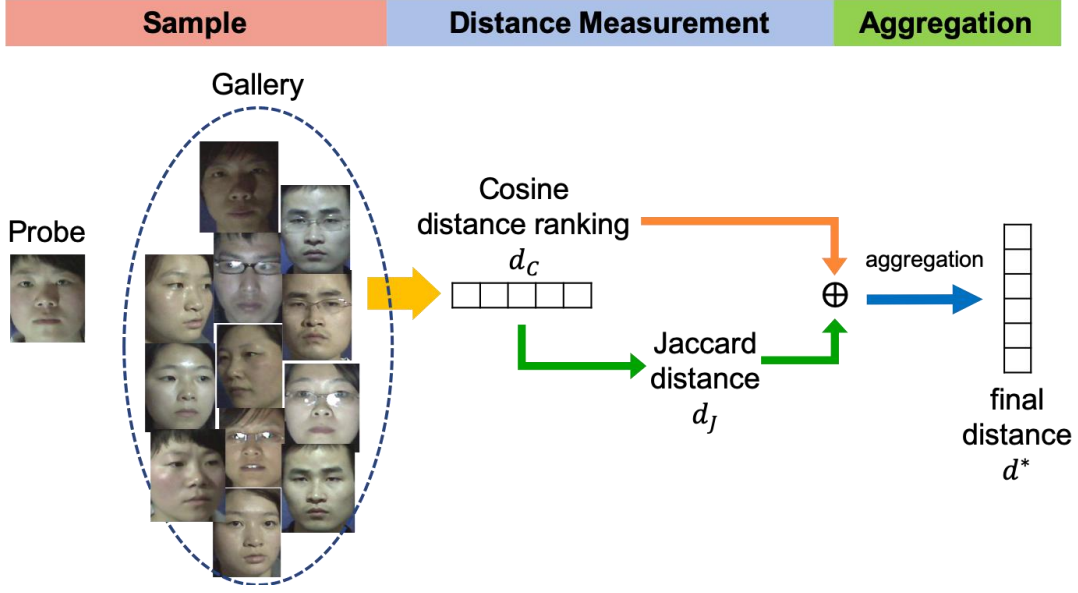 Sample
Distance Measurement
Aggregation
Gallery
Probe
Cosine
distance ranking
d_C
Jaccard
distance
d_J
⊕
aggregation
final
distance
d*